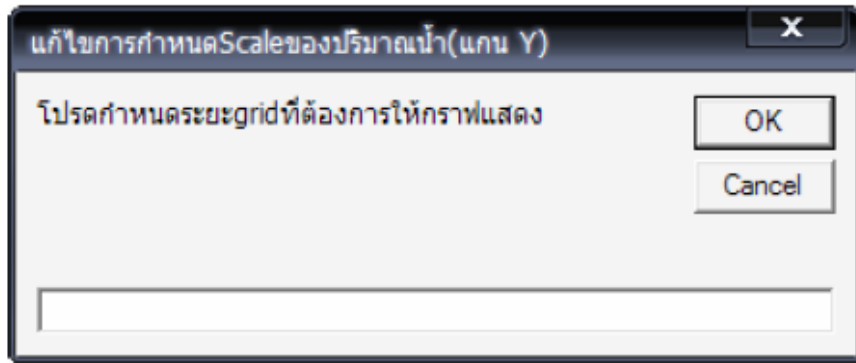 แก้ไขการกำหนดScaleของปริมาณน้ำ(แกน Y)
X
โปรดกำหนดระยะgridที่ต้องการให้กราฟแสดง
OK
Cancel